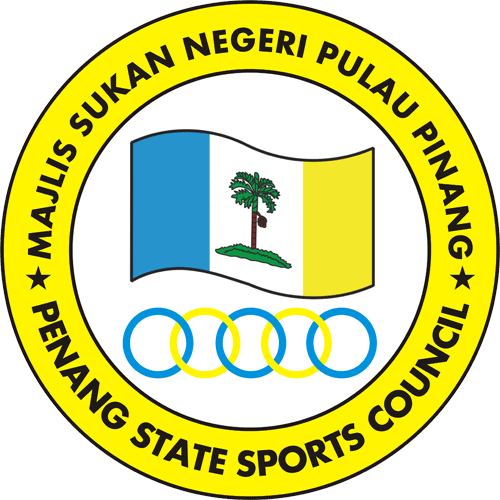 MAJLIS SUKAN NEGERI PULAU PINANG
PENANG STATE SPORTS COUNCIL